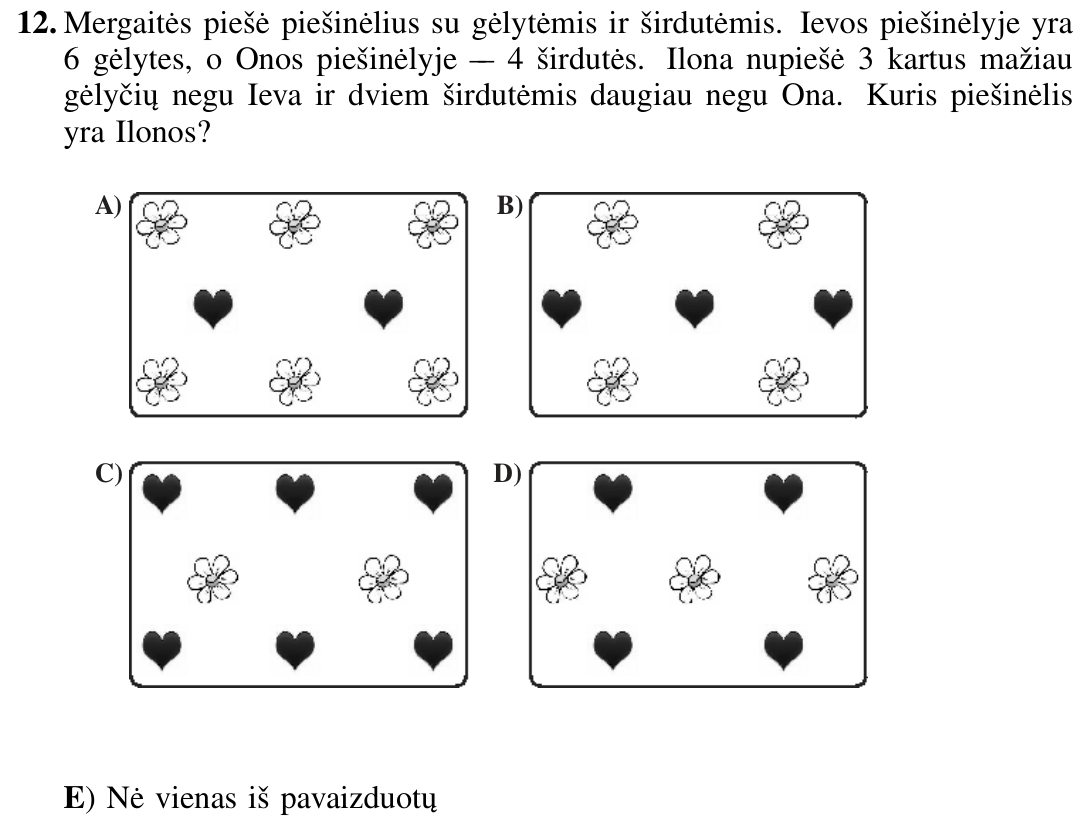 12. Mergaitės piešė piešinėlius su gėlytėmis ir širdutėmis. Ievos piešinėlyje yra
6 gėlytes, o Onos piešinėlyje — 4 širdutės. Ilona nupiešė 3 kartus mažiau
gėlyčių negu Ieva ir dviem širdutėmis daugiau negu Ona. Kuris piešinėlis
yra Ilonos?
A) B)
C) D)
E) Nė vienas iš pavaizduotų